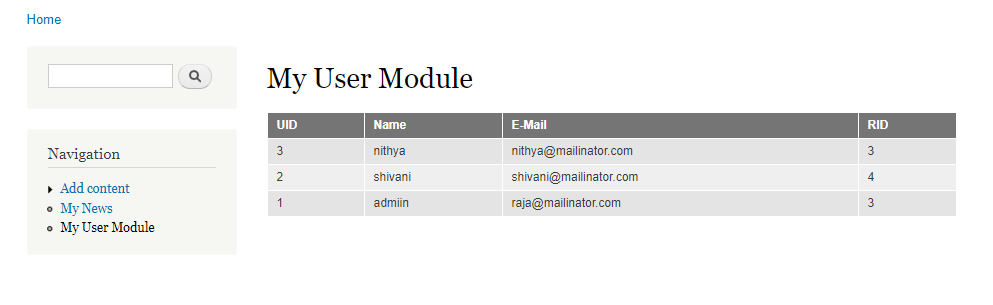 Home
My User Module
UID Name E-Mail RID
3 nithya nithya@mailinator.com 3
2 shivani shivani@mailinator.com 4
1 admiin raja@mailinator.com 3
Navigation
Add content
My News
My User Module